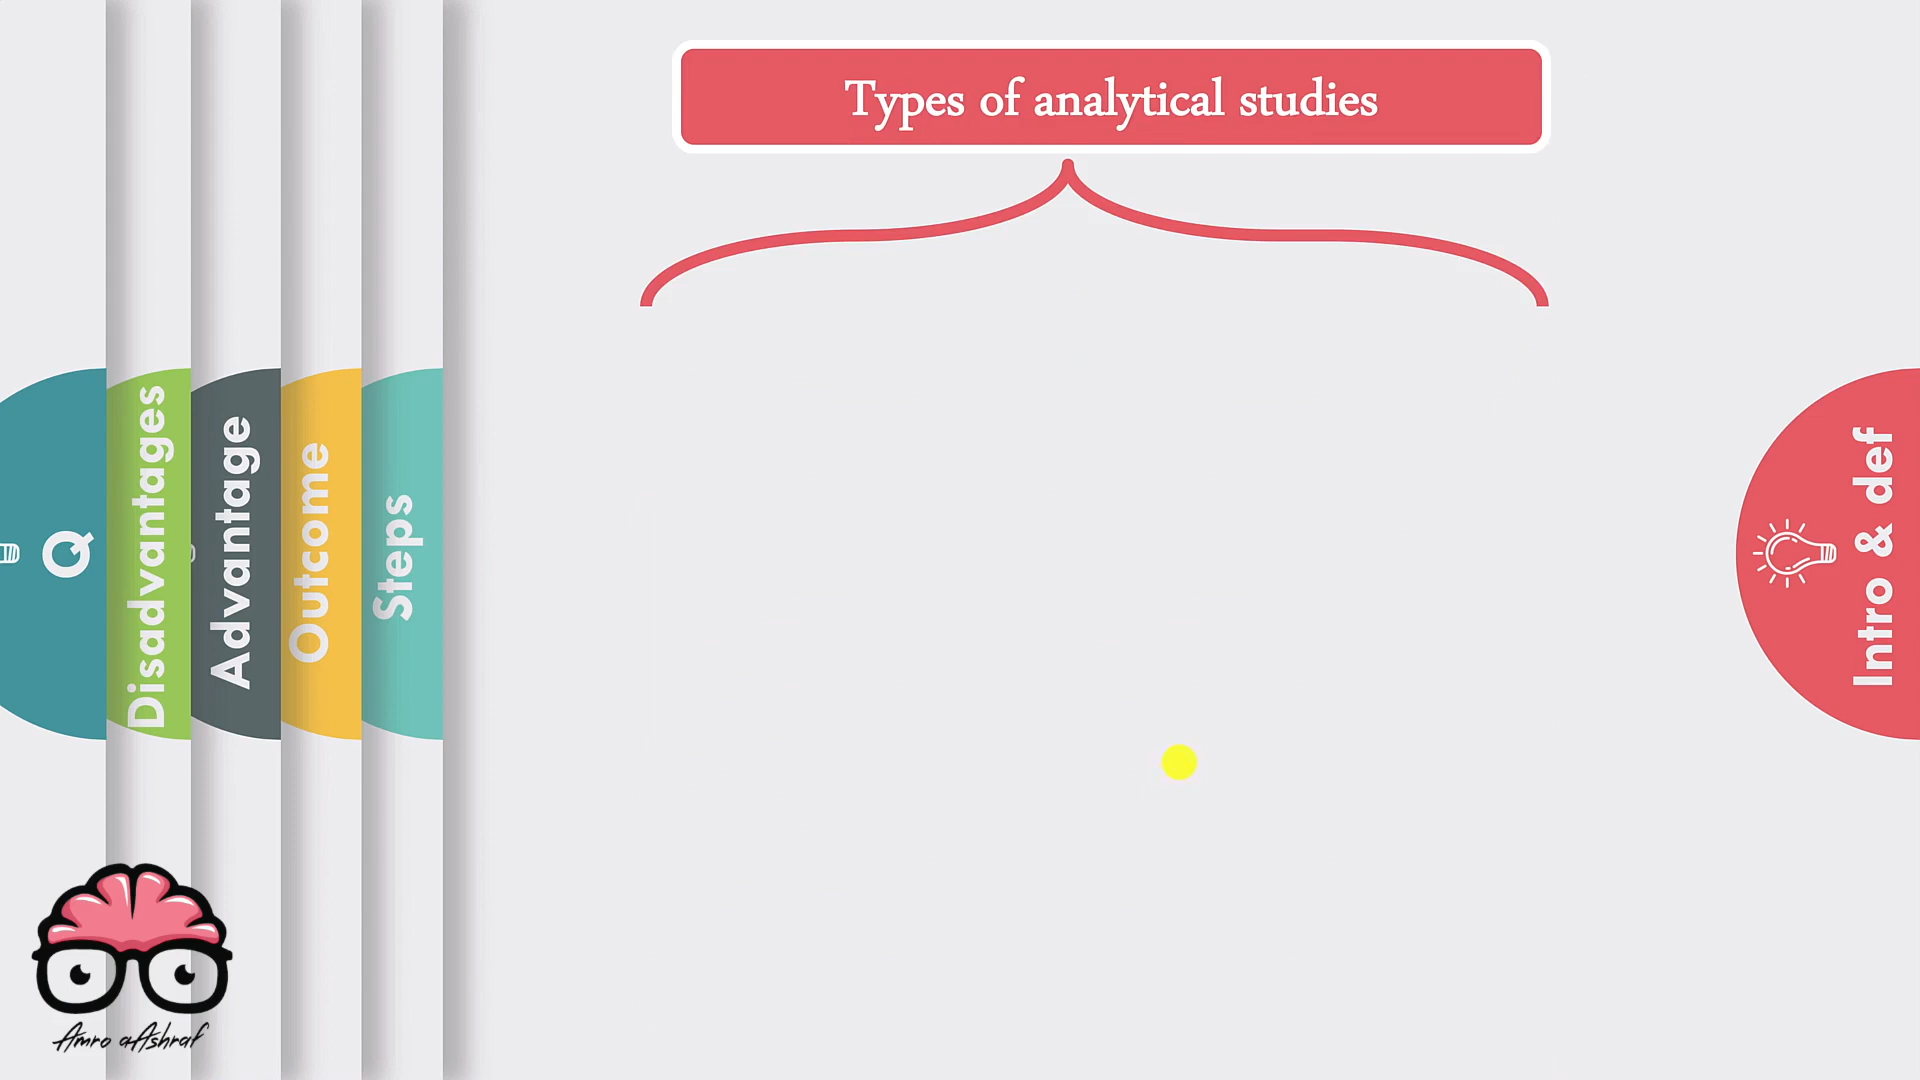 Types of analytical studies
Q
Disadvantages
Advantage
Outcome
Steps
Intro & def
Amro aAshraf